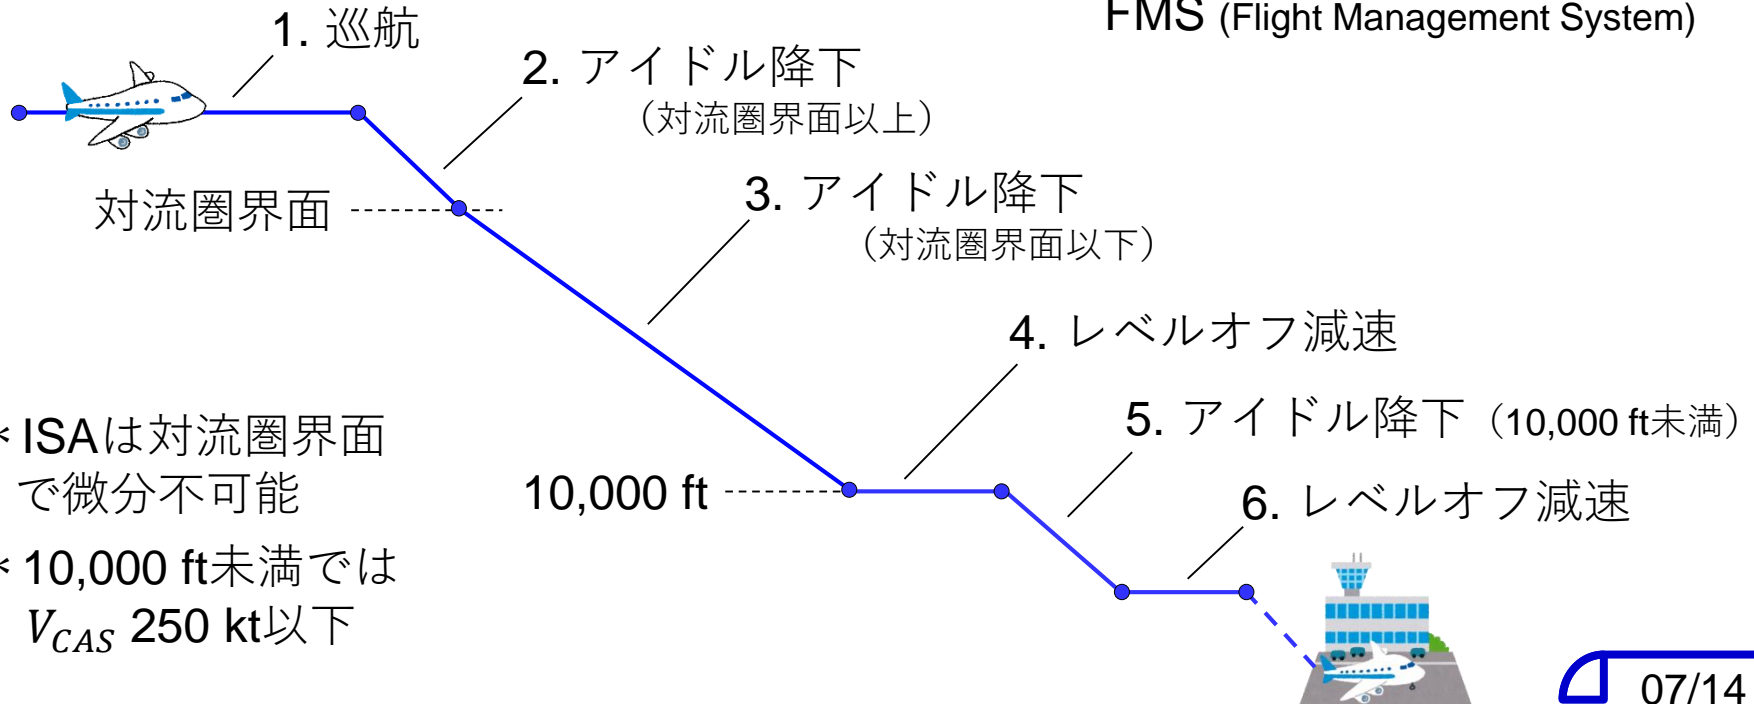 FMS (Flight Management System)
1. 巡航
2. アイドル降下
（対流圏界面以上）
対流圏界面
3. アイドル降下
（対流圏界面以下）
4. レベルオフ減速
5. アイドル降下（10,000 ft未満）
* ISAは対流圏界面
で微分不可能
10,000 ft
6. レベルオフ減速
* 10,000 ft未満では
V_CAS 250 kt以下
07/14